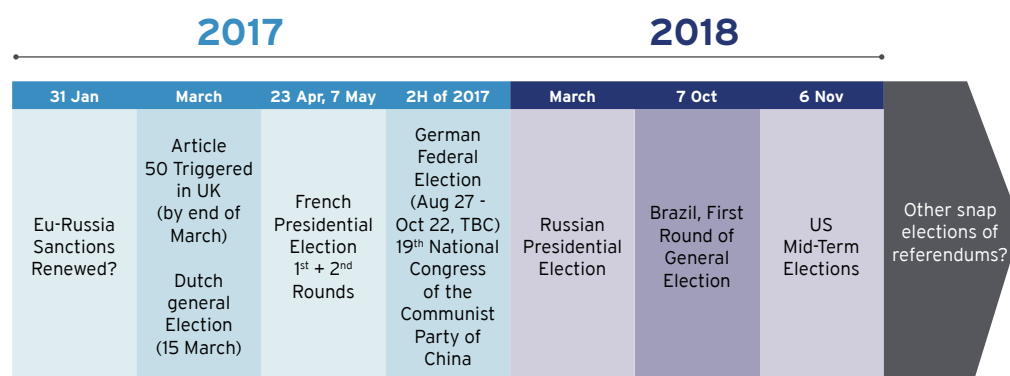 2017
2018
31 Jan
March
23 Apr, 7 May
2H of 2017
March
7 Oct
6 Nov
Eu-Russia
Sanctions
Renewed?
Article
50 Triggered
in UK
(by end of
March)
Dutch
general
Election
(15 March)
French
Presidential
Election
1st + 2nd
Rounds
German
Federal
Election
(Aug 27 -
Oct 22, TBC)
19th National
Congress
of the
Communist
Party of
China
Russian
Presidential
Election
Brazil, First
Round of
General
Election
US
Mid-Term
Elections
Other snap
elections of
referendums?